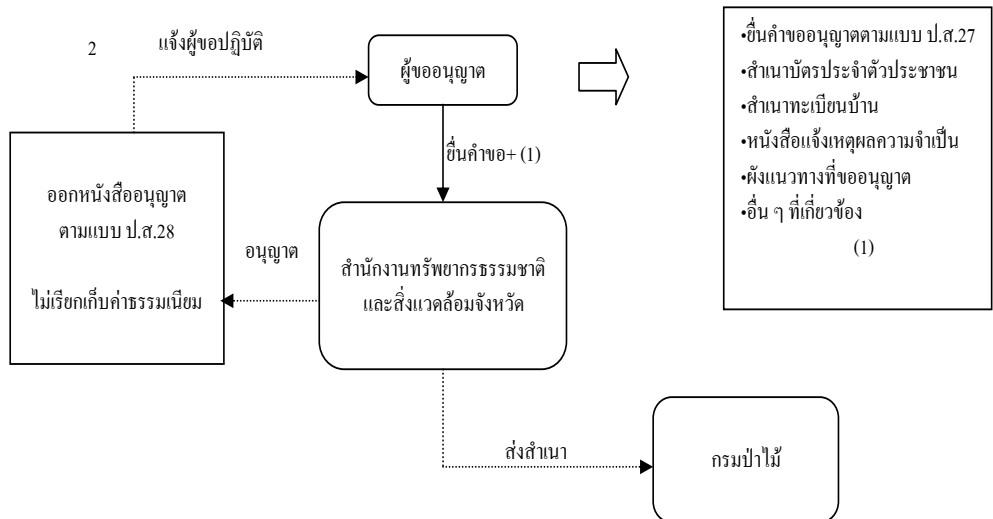 2 แจ้งผู้ขอปฏิบัติ
ผู้ขออนุญาต
•ยื่นคำขออนุญาตตามแบบ ป.ส.27
•สำเนาบัตรประจำตัวประชาชน
•สำเนาทะเบียนบ้าน
•หนังสือแจ้งเหตุผลความจำเป็น
•ผังแนวทางที่ขออนุญาต
•อื่น ๆ ที่เกี่ยวข้อง
(1)
ยื่นคำขอ+ (1)
ออกหนังสืออนุญาต
ตามแบบ ป.ส.28
ไม่เรียกเก็บค่าธรรมเนียม
อนุญาต
สำนักงานทรัพยากรธรรมชาติ
และสิ่งแวดล้อมจังหวัด
ส่งสำเนา
กรมป่าไม้